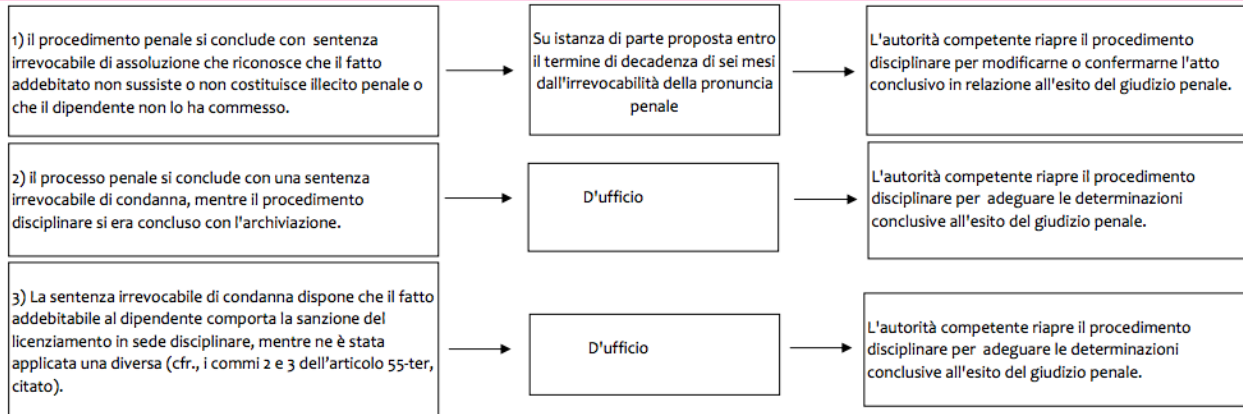 1) il procedimento penale si conclude con sentenza
irrevocabile di assoluzione che riconosce che il fatto
addebitato non sussiste o non costituisce illecito penale o
che il dipendente non lo ha commesso.
Su istanza di parte proposta entro
il termine di decadenza di sei mesi
dall'irrevocabilità della pronuncia
penale
L'autorità competente riapre il procedimento
disciplinare per modificarne o confermarne l'atto
conclusivo in relazione all'esito del giudizio penale.
2) il processo penale si conclude con una sentenza
irrevocabile di condanna, mentre il procedimento
disciplinare si era concluso con l'archiviazione.
D'ufficio
L'autorità competente riapre il procedimento
disciplinare per adeguare le determinazioni
conclusive all'esito del giudizio penale.
3) La sentenza irrevocabile di condanna dispone che il fatto
addebitabile al dipendente comporta la sanzione del
licenziamento in sede disciplinare, mentre ne è stata
applicata una diversa (cfr., i commi 2 e 3 dell'articolo 55-ter,
citato).
D'ufficio
L'autorità competente riapre il procedimento
disciplinare per adeguare le determinazioni
conclusive all'esito del giudizio penale.